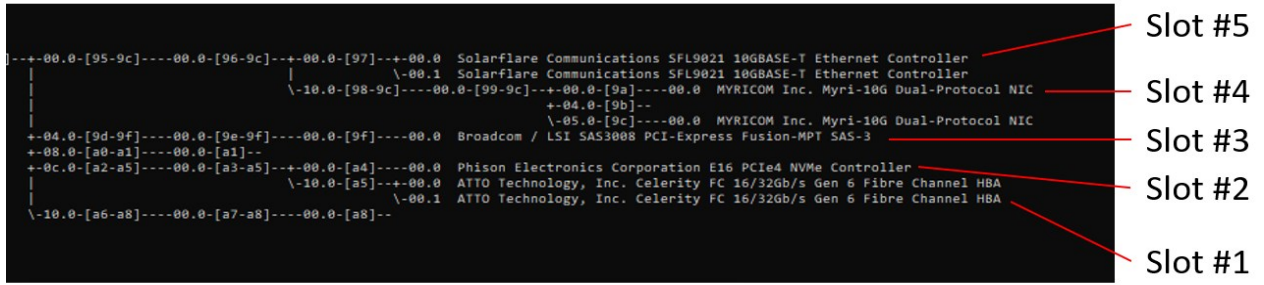 ]--+-00.0-[95-9c]----00.0-[96-9c]--+-00.0-[97]--+-00.0  Solarflare Communications SFL9021 10GBASE-T Ethernet Controller
   |                               |            \-00.1  Solarflare Communications SFL9021 10GBASE-T Ethernet Controller
   |                               \-10.0-[98-9c]----00.0-[99-9c]--+-00.0-[9a]----00.0  MYRICOM Inc. Myri-10G Dual-Protocol NIC
   |                                                               +-04.0-[9b]--
   |                                                               \-05.0-[9c]----00.0  MYRICOM Inc. Myri-10G Dual-Protocol NIC
   +-04.0-[9d-9f]----00.0-[9e-9f]----00.0-[9f]----00.0  Broadcom / LSI SAS3008 PCI-Express Fusion-MPT SAS-3
   +-08.0-[a0-a1]----00.0-[a1]--
   +-0c.0-[a2-a5]----00.0-[a3-a5]--+-04.0-[a4]----00.0  Phison Electronics Corporation E16 PCIe4 NVMe Controller
   |                               \-10.0-[a5]--+-00.0  ATTO Technology, Inc. Celerity FC 16/32Gb/s Gen 6 Fibre Channel HBA
   |                                            \-00.1  ATTO Technology, Inc. Celerity FC 16/32Gb/s Gen 6 Fibre Channel HBA
   \-10.0-[a6-a8]----00.0-[a7-a8]----00.0-[a8]--
Slot #5
Slot #4
Slot #3
Slot #2
Slot #1